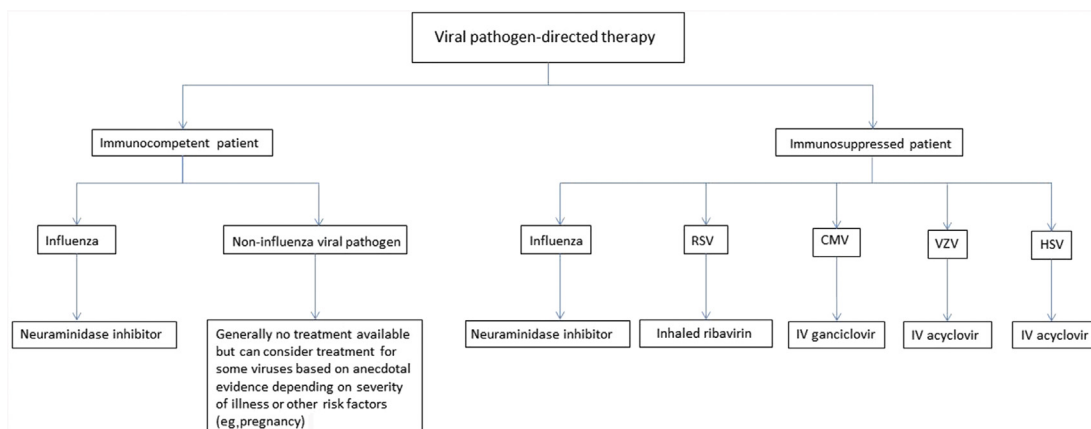 Viral pathogen-directed therapy
Immunocompetent patient
Immunosuppressed patient
Influenza
Non-influenza viral pathogen
Influenza
RSV
CMV
VZV
HSV
Neuraminidase inhibitor
Generally no treatment available
but can consider treatment for
some viruses based on anecdotal
evidence depending on severity
of illness or other risk factors
(eg,pregnancy)
Neuraminidase inhibitor
Inhaled ribavirin
IV ganciclovir
IV acyclovir
IV acyclovir